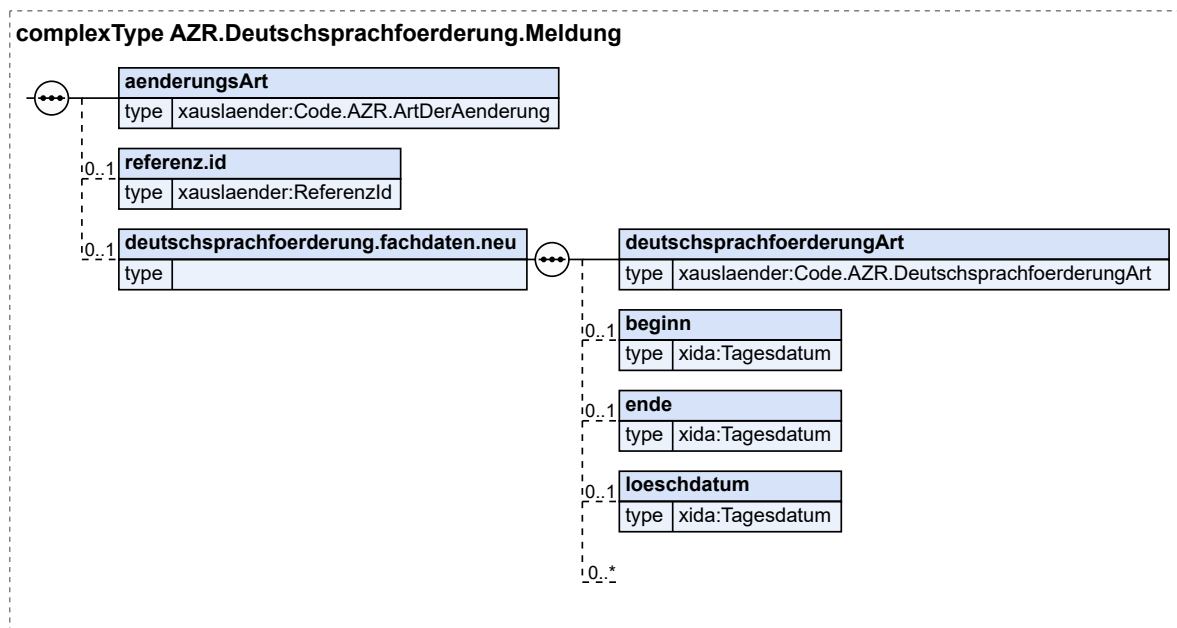 complexType AZR.Deutschsprachfoerderung.Meldung
aenderungsArt
type xauslaender:Code.AZR.ArtDerAenderung
0..1 referenz.id
type xauslaender:ReferenzId
0..1 deutschsprachfoerderung.fachdaten.neu
type
deutschsprachfoerderungArt
type xauslaender:Code.AZR.DeutschsprachfoerderungArt
0..1 beginn
type xida:Tagesdatum
0..1 ende
type xida:Tagesdatum
0..1 loeschdatum
type xida:Tagesdatum
0..*